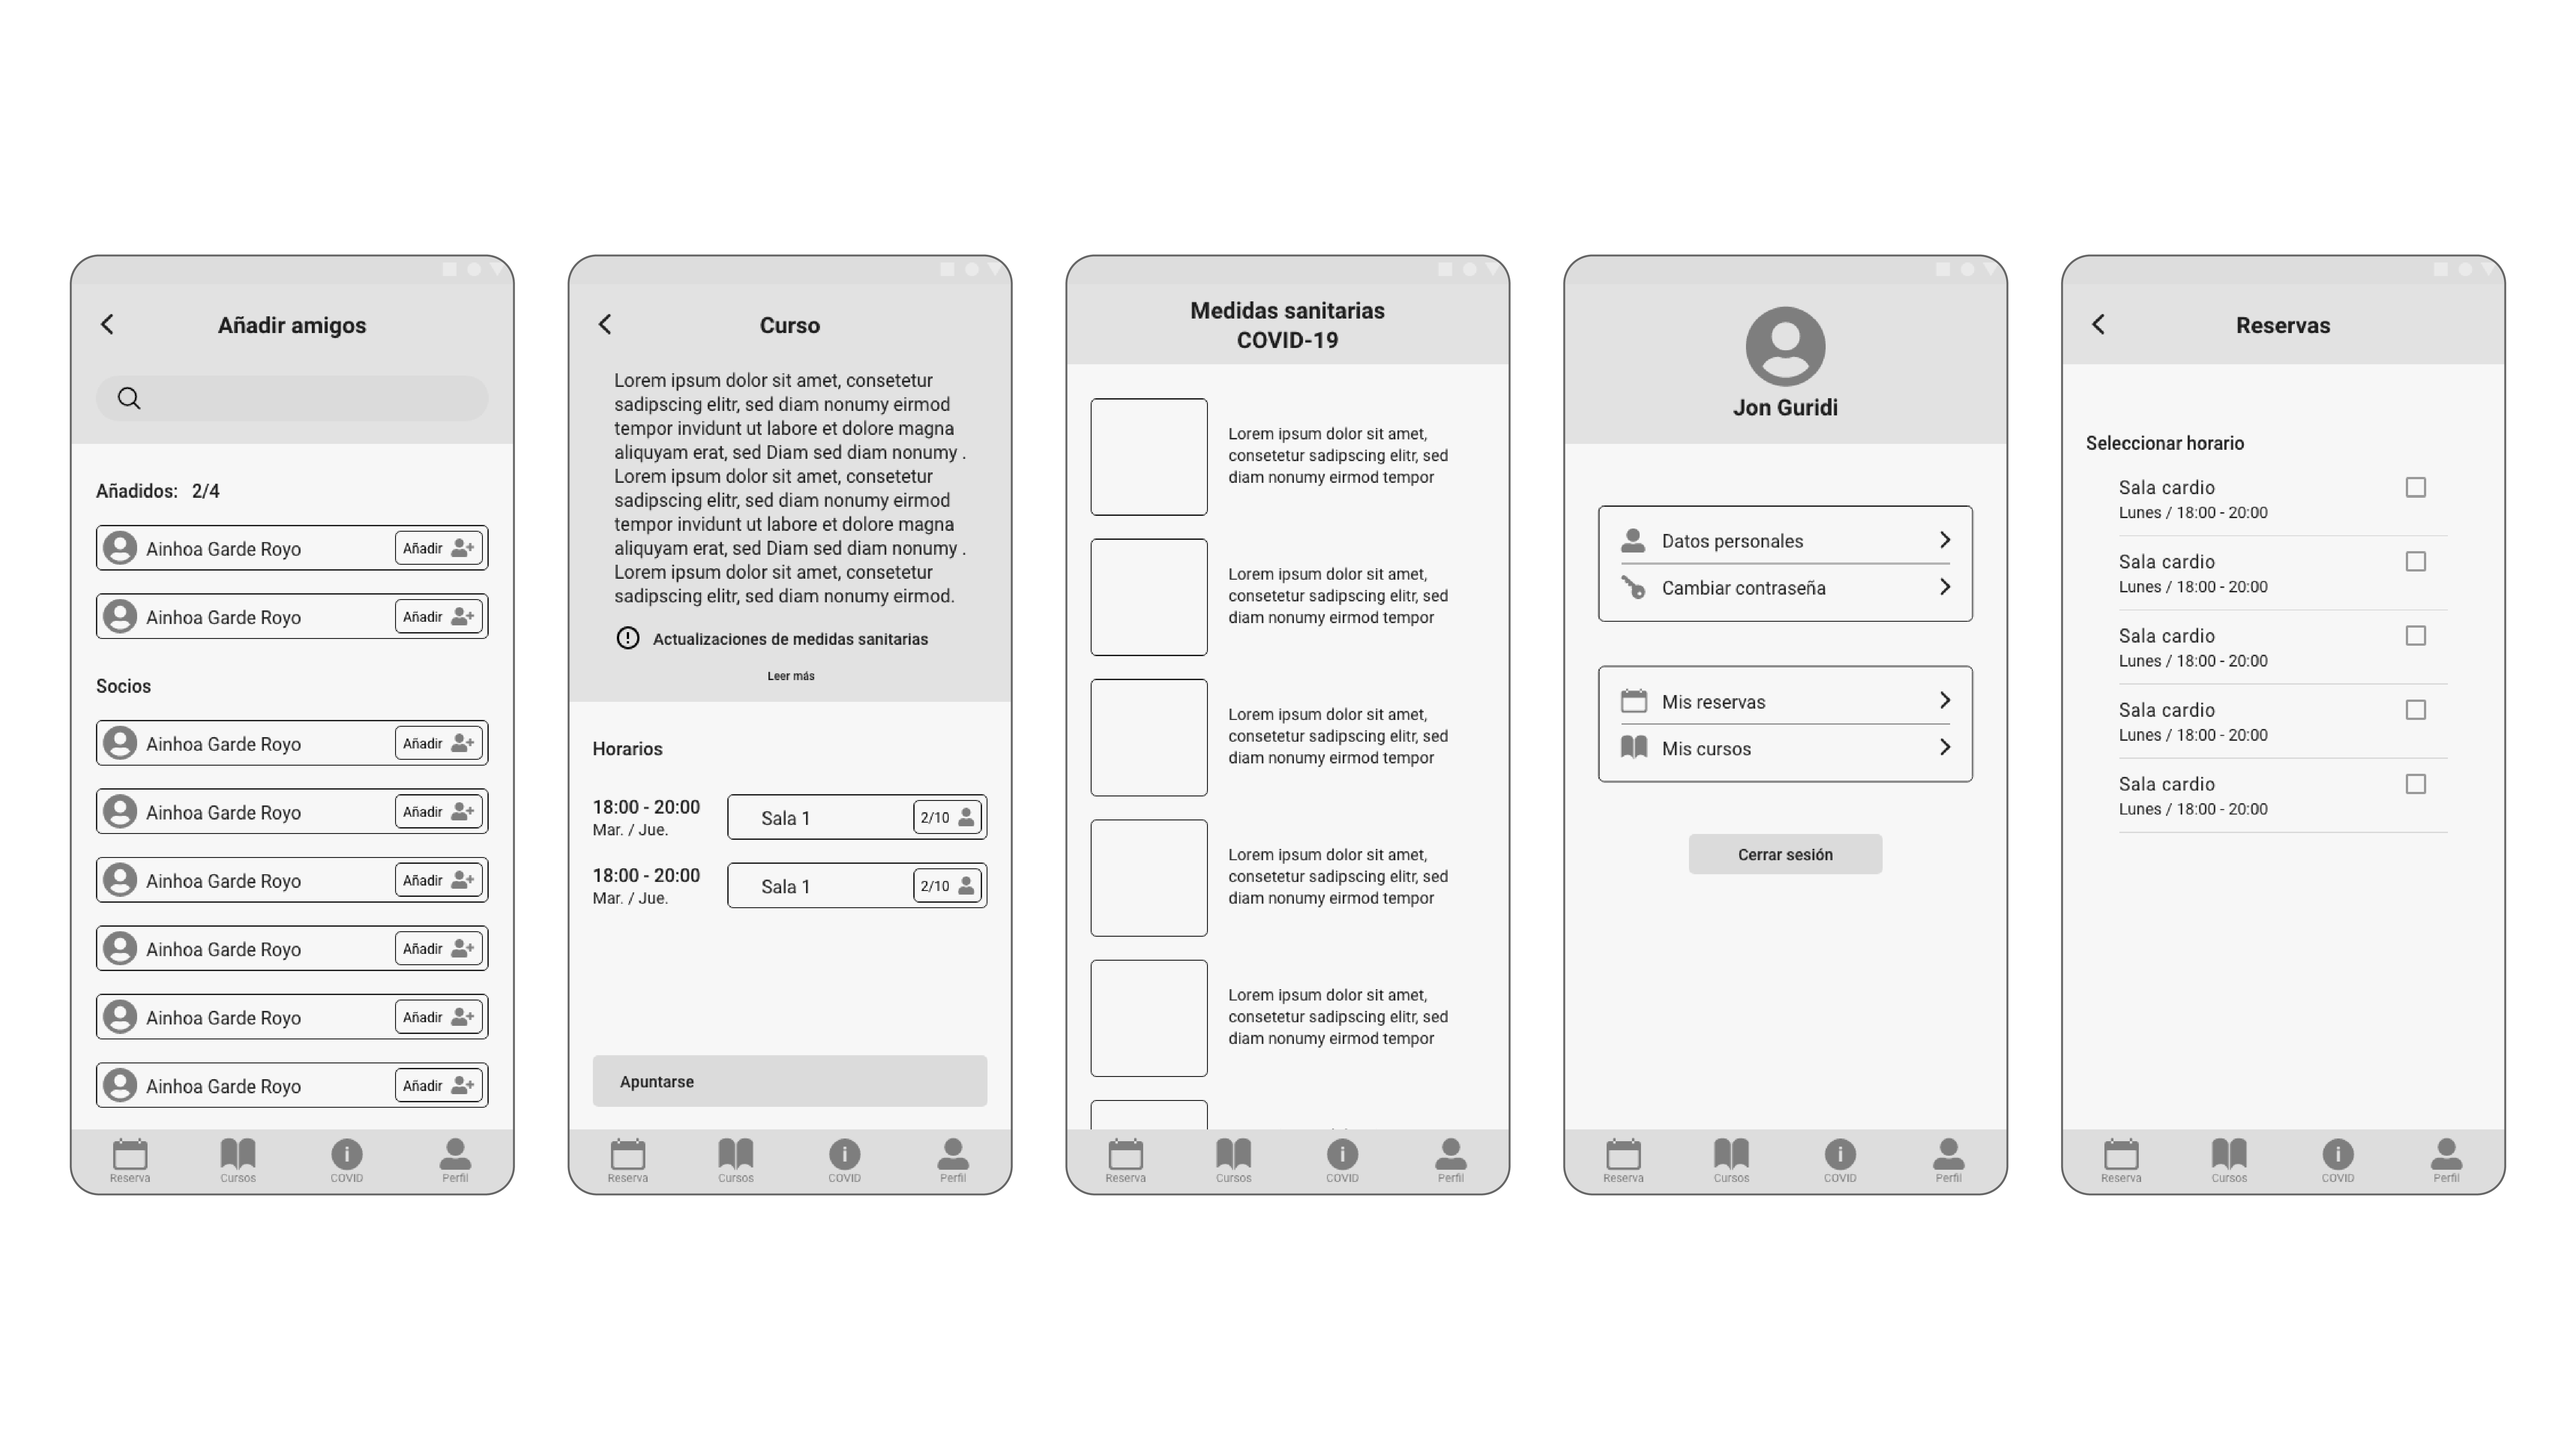 Añadir amigos
Añadidos: 2/4
Ainhoa Garde Royo Añadir
Ainhoa Garde Royo Añadir
Socios
Ainhoa Garde Royo Añadir
Ainhoa Garde Royo Añadir
Ainhoa Garde Royo Añadir
Ainhoa Garde Royo Añadir
Ainhoa Garde Royo Añadir
Ainhoa Garde Royo Añadir
Reserva Cursos COVID Perfil
Curso
Lorem ipsum dolor sit amet, consetetur
sadipscing elitr, sed diam nonumy eirmod
tempor invidunt ut labore et dolore magna
aliquyam erat, sed Diam sed diam nonumy .
Lorem ipsum dolor sit amet, consetetur
sadipscing elitr, sed diam nonumy eirmod
tempor invidunt ut labore et dolore magna
aliquyam erat, sed Diam sed diam nonumy .
Lorem ipsum dolor sit amet, consetetur
sadipscing elitr, sed diam nonumy eirmod.
Actualizaciones de medidas sanitarias
Leer más
Horarios
18:00 - 20:00
Mar. / Jue.
Sala 1 2/10
18:00 - 20:00
Mar. / Jue.
Sala 1 2/10
Apuntarse
Reserva Cursos COVID Perfil
Medidas sanitarias
COVID-19
Lorem ipsum dolor sit amet,
consetetur sadipscing elitr, sed
diam nonumy eirmod tempor
Lorem ipsum dolor sit amet,
consetetur sadipscing elitr, sed
diam nonumy eirmod tempor
Lorem ipsum dolor sit amet,
consetetur sadipscing elitr, sed
diam nonumy eirmod tempor
Lorem ipsum dolor sit amet,
consetetur sadipscing elitr, sed
diam nonumy eirmod tempor
Lorem ipsum dolor sit amet,
consetetur sadipscing elitr, sed
diam nonumy eirmod tempor
Reserva Cursos COVID Perfil
Jon Guridi
Datos personales
Cambiar contraseña
Mis reservas
Mis cursos
Cerrar sesión
Reserva Cursos COVID Perfil
Reservas
Seleccionar horario
Sala cardio
Lunes / 18:00 - 20:00
Sala cardio
Lunes / 18:00 - 20:00
Sala cardio
Lunes / 18:00 - 20:00
Sala cardio
Lunes / 18:00 - 20:00
Sala cardio
Lunes / 18:00 - 20:00
Reserva Cursos COVID Perfil